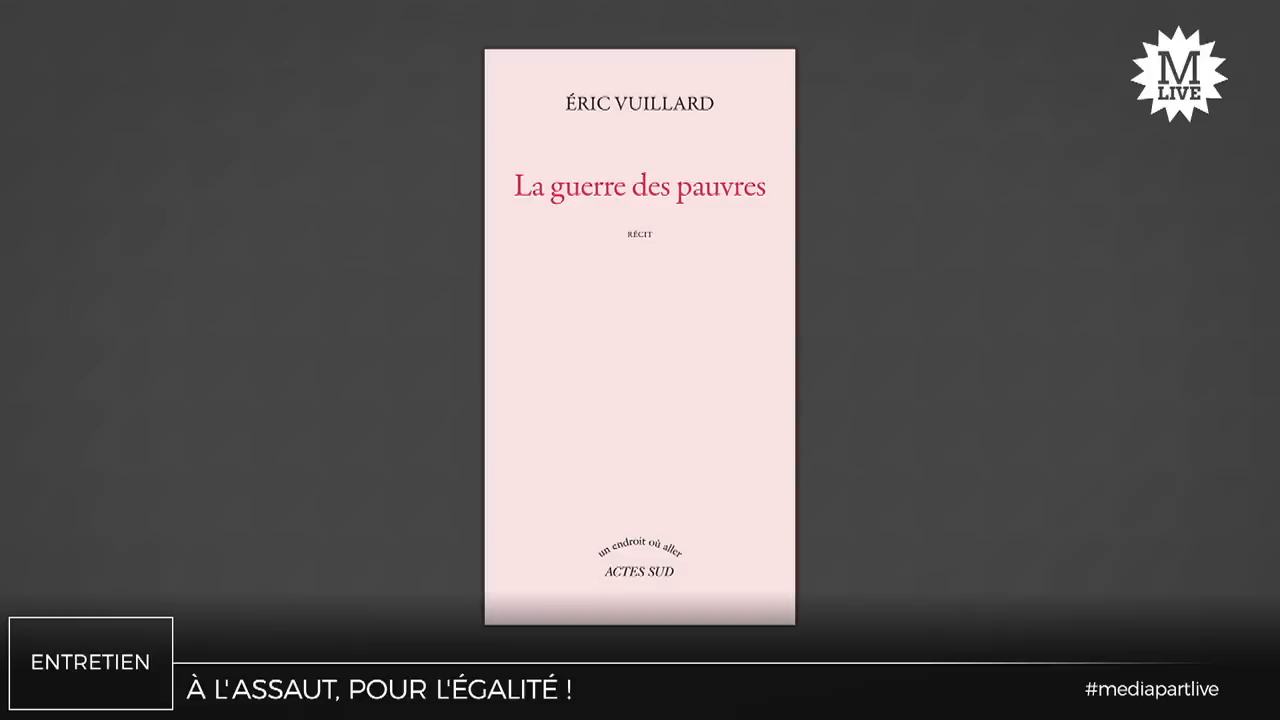 M
LIVE
ÉRIC VUILLARD
La guerre des pauvres
RÉCIT
un endroit où aller
ACTES SUD
ENTRETIEN
À L'ASSAUT, POUR L'ÉGALITÉ !
#mediapartlive